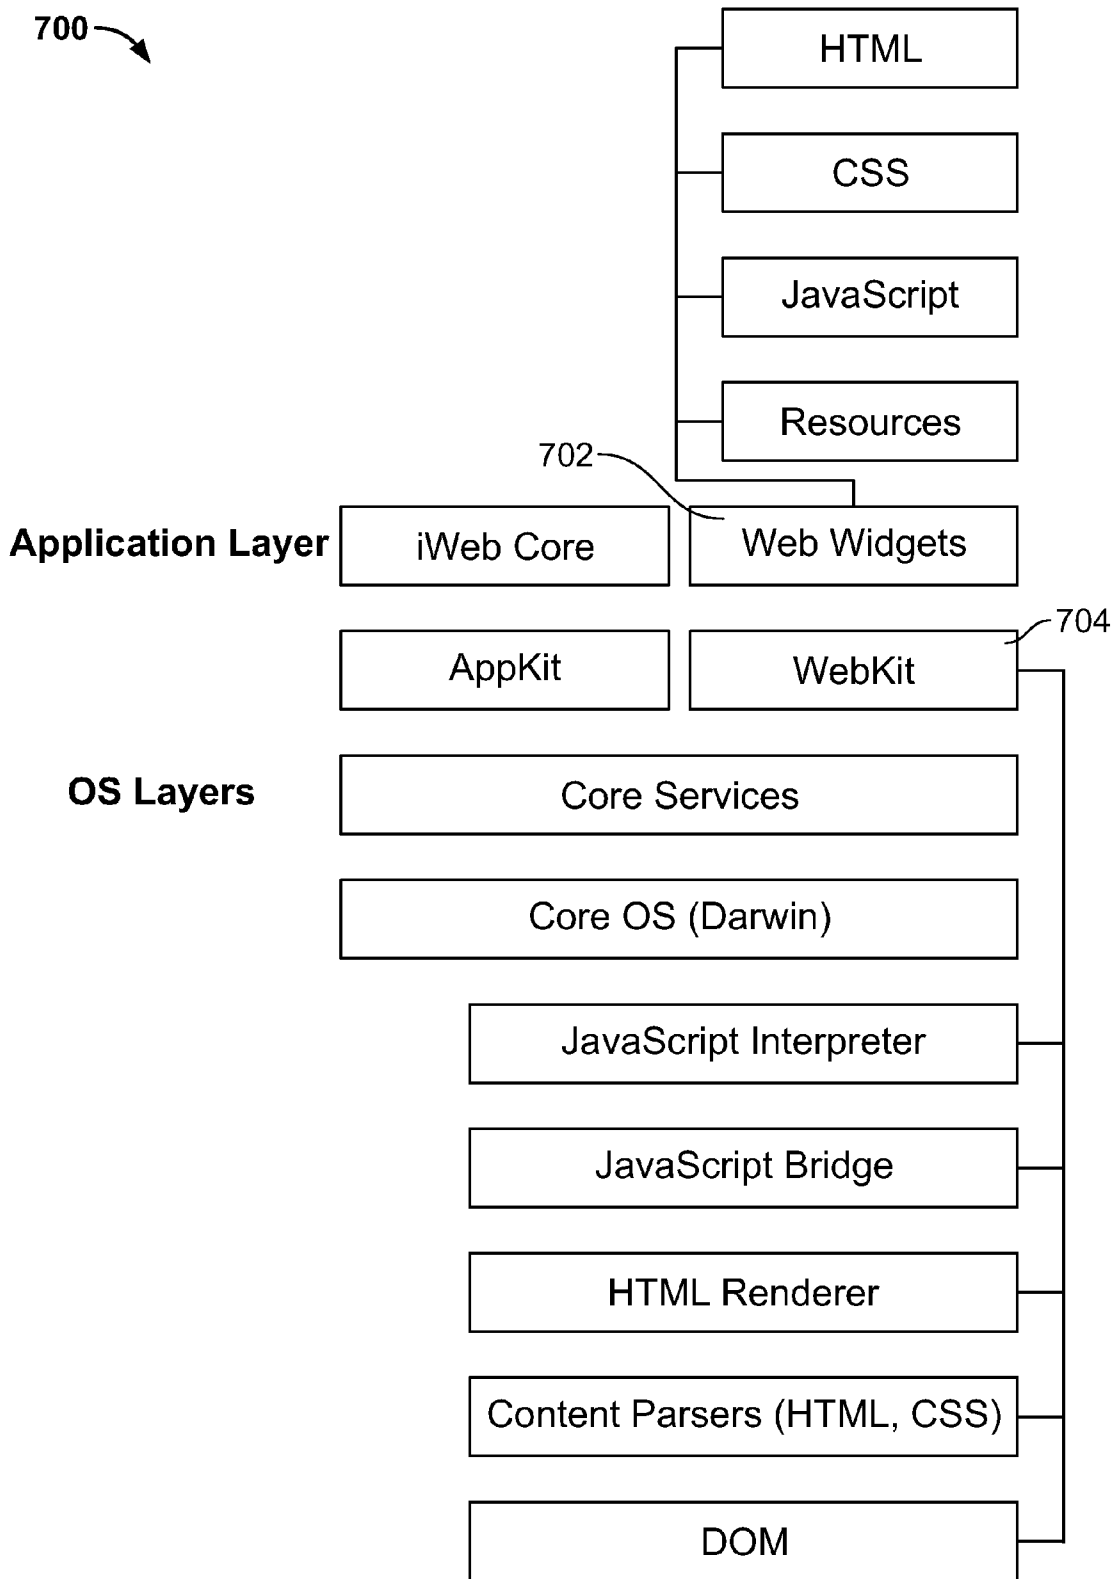 700
HTML
CSS
JavaScript
Resources
702
Application Layer
iWeb Core
Web Widgets
704
AppKit
WebKit
OS Layers
Core Services
Core OS (Darwin)
JavaScript Interpreter
JavaScript Bridge
HTML Renderer
Content Parsers (HTML, CSS)
DOM